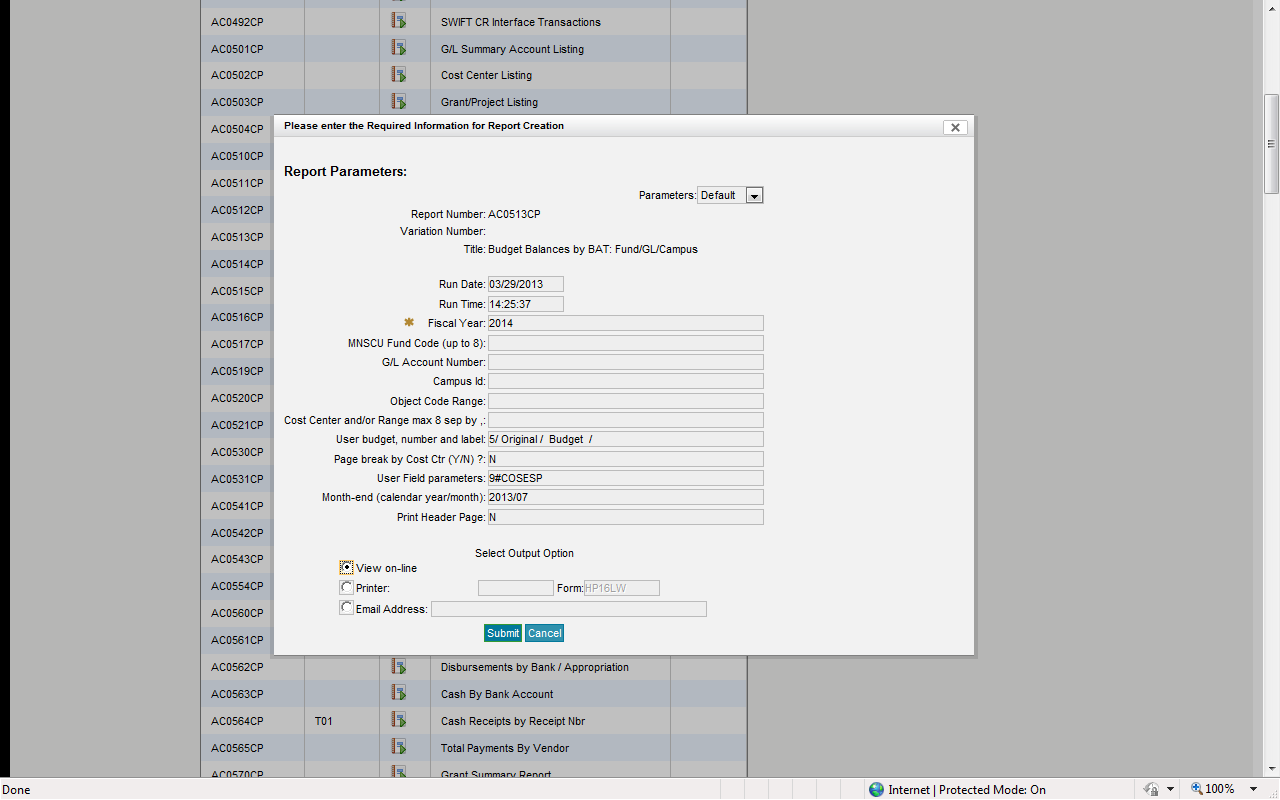 AC0492CP SWIFT CR Interface Transactions
AC0501CP G/L Summary Account Listing
AC0502CP Cost Center Listing
AC0503CP Grant/Project Listing
AC0504CP
AC0510CP
AC0511CP
AC0512CP
AC0513CP
AC0514CP
AC0515CP
AC0516CP
AC0517CP
AC0519CP
AC0520CP
AC0521CP
AC0530CP
AC0531CP
AC0541CP
AC0542CP
AC0543CP
AC0554CP
AC0560CP
AC0561CP
Please enter the Required Information for Report Creation
Report Parameters:
Parameters: Default
Report Number: AC0513CP
Variation Number:
Title: Budget Balances by BAT: Fund/GL/Campus
Run Date: 03/29/2013
Run Time: 14:25:37
Fiscal Year: 2014
MNSCU Fund Code (up to 8):
G/L Account Number:
Campus Id:
Object Code Range:
Cost Center and/or Range max 8 sep by ,:
User budget, number and label: 5/ Original / Budget /
Page break by Cost Ctr (Y/N) ?: N
User Field parameters: 9#COSESP
Month-end (calendar year/month): 2013/07
Print Header Page: N
Select Output Option
View on-line
Printer: Form: HP16LW
Email Address:
Submit Cancel
AC0562CP Disbursements by Bank / Appropriation
AC0563CP Cash By Bank Account
AC0564CP T01 Cash Receipts by Receipt Nbr
AC0565CP Total Payments By Vendor
AC0570CP Grant Summary Report
Done Internet | Protected Mode: On 100%